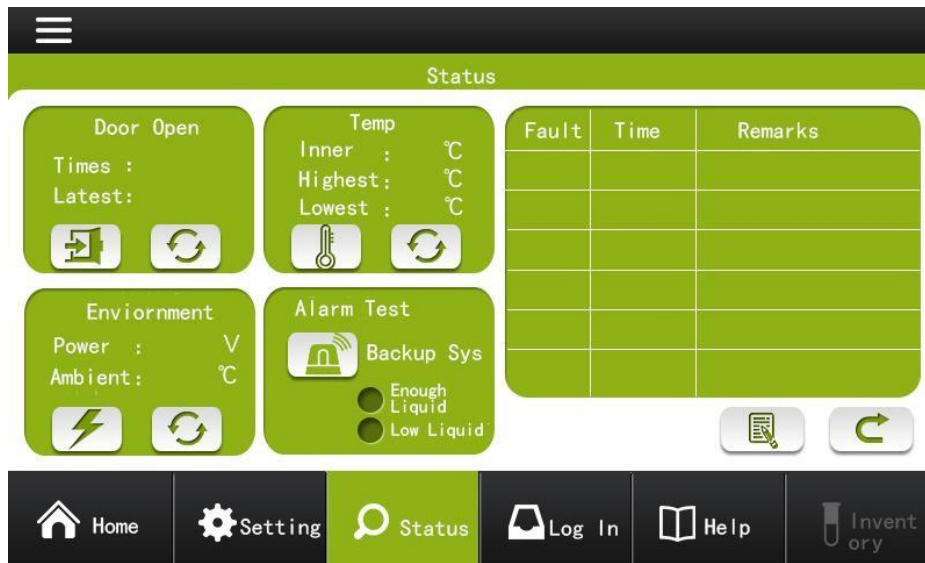 Status
Door Open
Times :
Latest:
Temp
Inner : ℃
Highest: ℃
Lowest : ℃
Fault Time Remarks
Enviornment
Power : V
Ambient: ℃
Alarm Test
Backup Sys
Enough
Liquid
Low Liquid
Home
Setting
Status
Log In
Help
Invent
ory